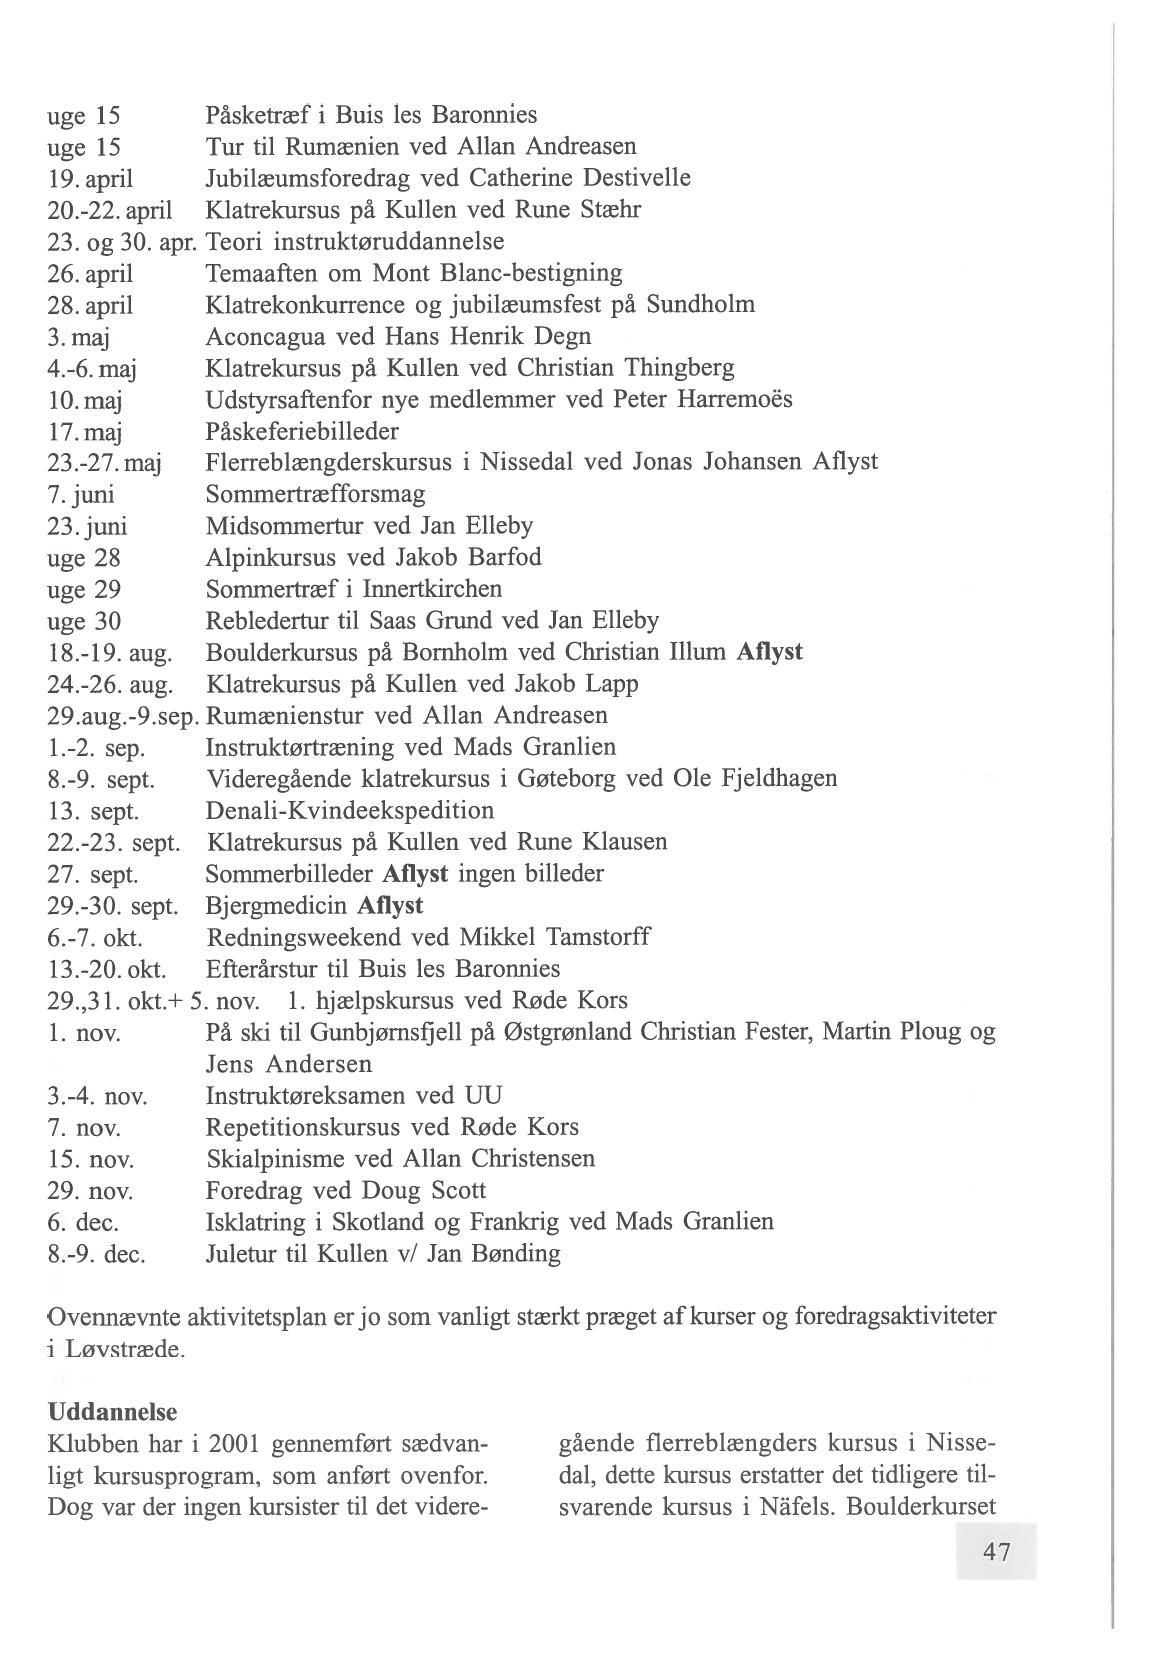 uge 15 Påsketræf i Buis les Baronnies
uge 15 Tur til Rumænien ved Allan Andreasen
19. april Jubilæumsforedrag ved Catherine Destivelle
20.-22. april Klatrekursus på Kullen ved Rune Stæhr
23. og 30. apr. Teori instruktøruddannelse
26. april Temaaften om Mont Blanc-bestigning
28. april Klatrekonkurrence og jubilæumsfest på Sundholm
3. maj Aconcagua ved Hans Henrik Degn
4.-6. maj Klatrekursus på Kullen ved Christian Thingberg
10. maj Udstyrsaftenfor nye medlemmer ved Peter Harremoës
17. maj Påskeferiebilleder
23.-27. maj Flerreblængderskursus i Nissedal ved Jonas Johansen Aflyst
7. juni Sommertræfforsmag
23. juni Midsommertur ved Jan Elleby
uge 28 Alpinkursus ved Jakob Barfod
uge 29 Sommertræf i Innertkirchen
uge 30 Rebledertur til Saas Grund ved Jan Elleby
18.-19. aug. Boulderkursus på Bornholm ved Christian Illum Aflyst
24.-26. aug. Klatrekursus på Kullen ved Jakob Lapp
29.aug.-9.sep. Rumænienstur ved Allan Andreasen
1.-2. sep. Instruktørtræning ved Mads Granlien
8.-9. sept. Videregående klatrekursus i Gøteborg ved Ole Fjeldhagen
13. sept. Denali-Kvindeekspedition
22.-23. sept. Klatrekursus på Kullen ved Rune Klausen
27. sept. Sommerbilleder Aflyst ingen billeder
29.-30. sept. Bjergmedicin Aflyst
6.-7. okt. Redningsweekend ved Mikkel Tamstorff
13.-20. okt. Efterårstur til Buis les Baronnies
29.,31. okt.+ 5. nov. 1. hjælpskursus ved Røde Kors
1. nov. På ski til Gunbjørnsfjell på Østgrønland Christian Fester, Martin Ploug og
Jens Andersen
3.-4. nov. Instruktøreksamen ved UU
7. nov. Repetitionskursus ved Røde Kors
15. nov. Skialpinisme ved Allan Christensen
29. nov. Foredrag ved Doug Scott
6. dec. Isklatring i Skotland og Frankrig ved Mads Granlien
8.-9. dec. Juletur til Kullen v/ Jan Bønding
Ovennævnte aktivitetsplan er jo som vanligt stærkt præget af kurser og foredragsaktiviteter
i Løvstræde.
Uddannelse
Klubben har i 2001 gennemført sædvan-
ligt kursusprogram, som anført ovenfor.
Dog var der ingen kursister til det videre-
gående flerreblængders kursus i Nisse-
dal, dette kursus erstatter det tidligere til-
svarende kursus i Näfels. Boulderkurset
47